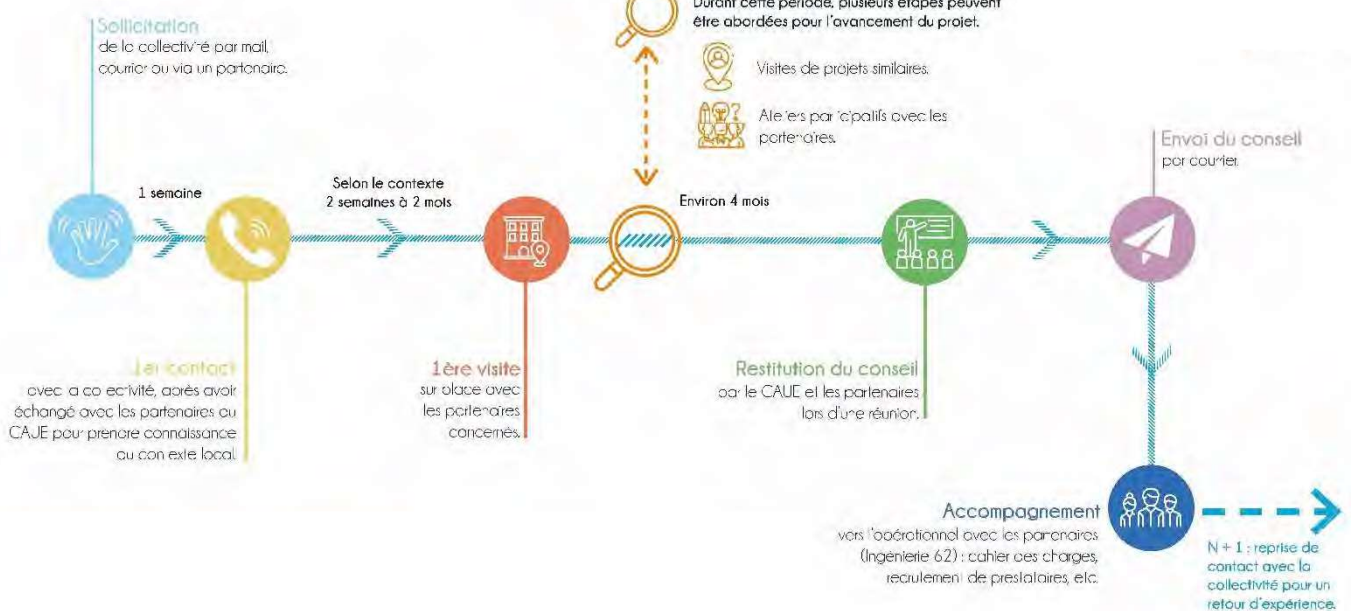 Durant cette période, plusieurs étapes peuvent
être abordées pour l'avancement du projet.
Visites de projets similaires.
Ateliers participatifs avec les
partenaires.
Sollicitation
de la collectivité par mail,
courrier ou via un partenaire.
1 semaine
Selon le contexte
2 semaines à 2 mois
Environ 4 mois
Envoi du conseil
par courrier.
1er contact
avec la collectivité, après avoir
échangé avec les partenaires du
CAUE pour prendre connaissance
du contexte local.
1ère visite
sur place avec
les partenaires
concernés.
Restitution du conseil
par le CAUE et les partenaires
lors d'une réunion.
Accompagnement
vers l'opérationnel avec les partenaires
(Ingénierie 62) : cahier des charges,
recrutement de prestataires, etc.
N + 1 : reprise de
contact avec la
collectivité pour un
retour d'expérience.